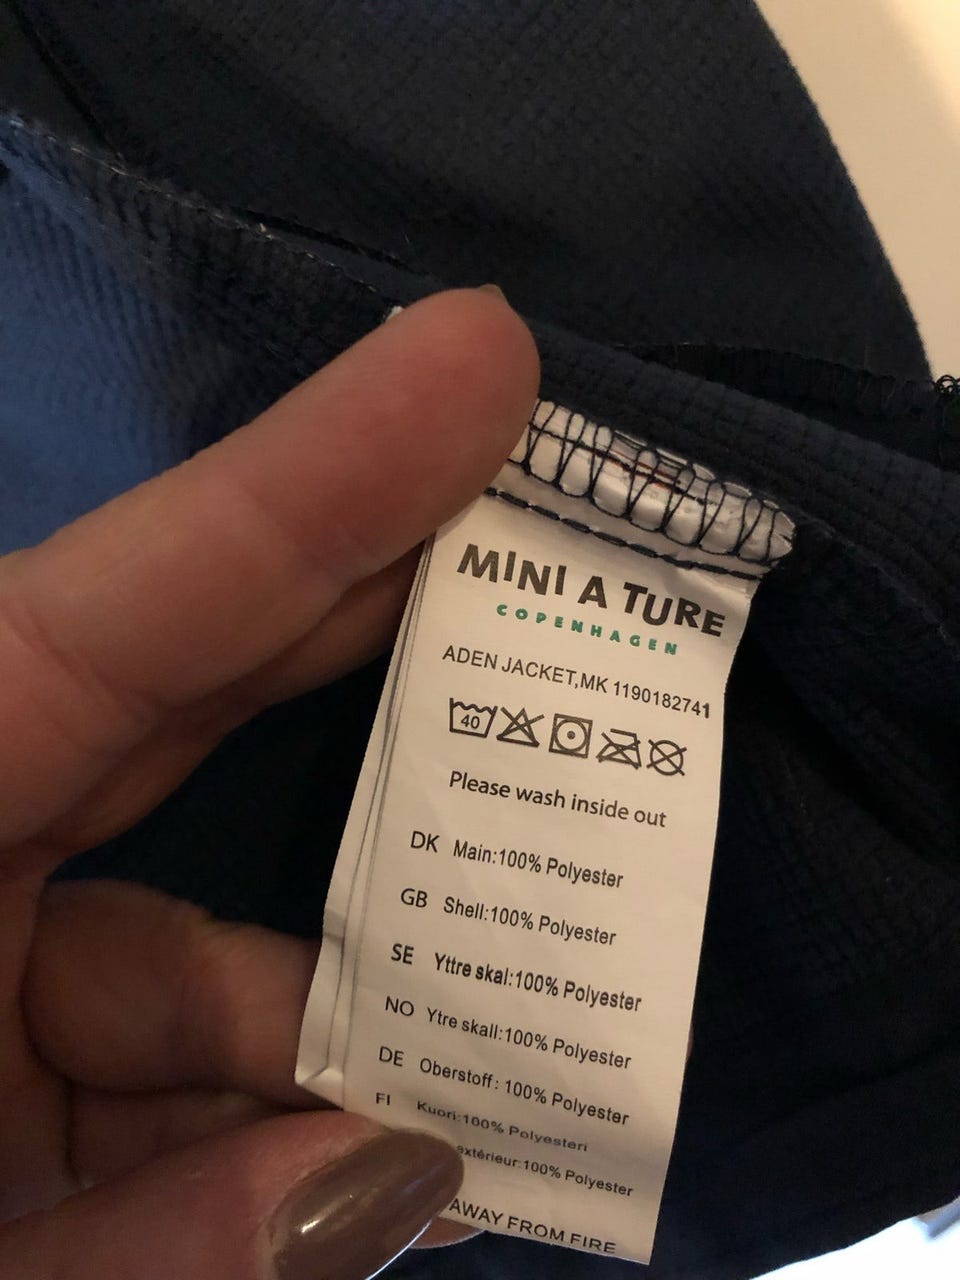 MINI A TURE
COPENHAGEN
ADEN JACKET,MK 1190182741
40
Please wash inside out
DK Main:100% Polyester
GB Shell:100% Polyester
SE Yttre skal:100% Polyester
NO Ytre skall:100% Polyester
DE Oberstoff: 100% Polyester
FI Kuori:100% Polyesteri
extérieur:100% Polyester
AWAY FROM FIRE